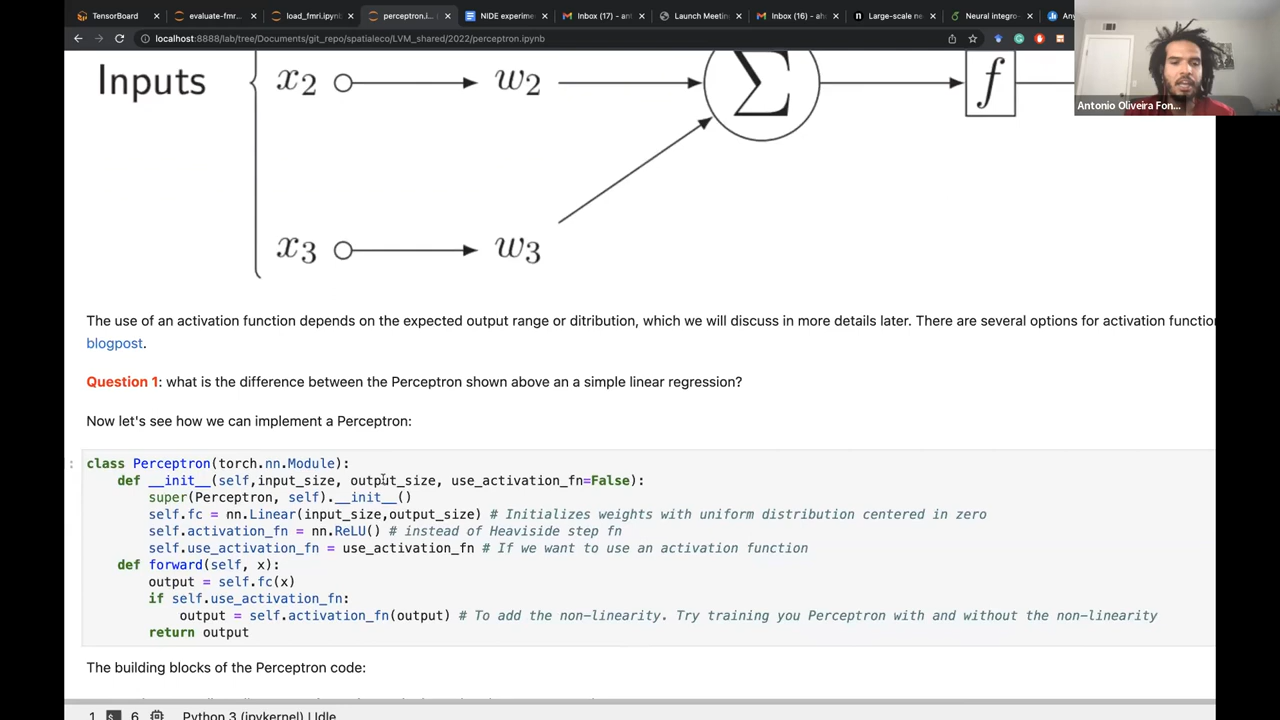 TensorBoard
evaluate-fmr...
load_fmri.ipyn
perceptron.i...
NIDE experime
Inbox (17) - am
Launch Meetin
Inbox (16) - ah
Large-scale ne
Neural integro
Any
localhost:8888/lab/tree/Documents/git_repo/spatialeco/LVM_shared/2022/perceptron.ipynb
Antonio Oliveira Fon...
Inputs
x2 w2 Σ f
x3 w3
The use of an activation function depends on the expected output range or ditribution, which we will discuss in more details later. There are several options for activation functio
blogpost.
Question 1: what is the difference between the Perceptron shown above an a simple linear regression?
Now let's see how we can implement a Perceptron:
:
class Perceptron(torch.nn.Module):
def __init__(self,input_size, output_size, use_activation_fn=False):
super(Perceptron, self).__init__()
self.fc = nn.Linear(input_size,output_size) # Initializes weights with uniform distribution centered in zero
self.activation_fn = nn.ReLU() # instead of Heaviside step fn
self.use_activation_fn = use_activation_fn # If we want to use an activation function
def forward(self, x):
output = self.fc(x)
if self.use_activation_fn:
output = self.activation_fn(output) # To add the non-linearity. Try training you Perceptron with and without the non-linearity
return output
The building blocks of the Perceptron code:
1 $_ 6 Python 3 (ipykernel) | Idle